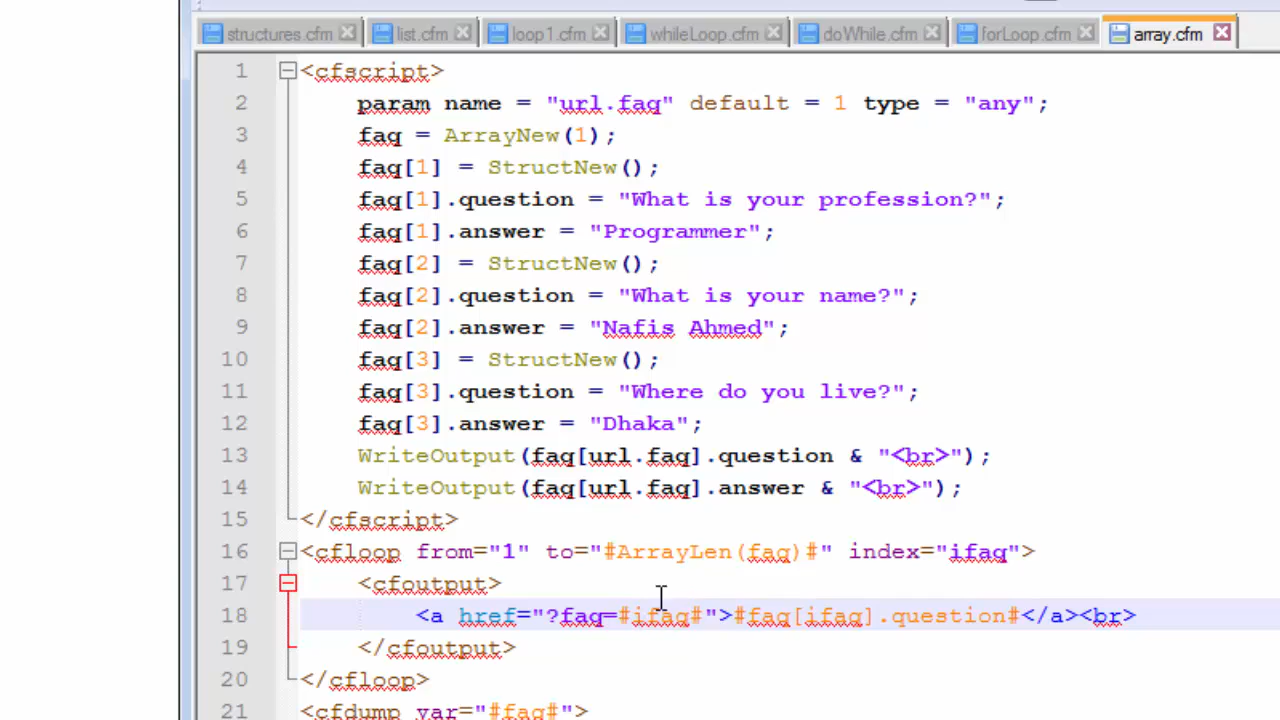 structures.cfm list.cfm loop1.cfm whileLoop.cfm doWhile.cfm forLoop.cfm array.cfm
1 <cfscript>
2 param name = "url.faq" default = 1 type = "any";
3 faq = ArrayNew(1);
4 faq[1] = StructNew();
5 faq[1].question = "What is your profession?";
6 faq[1].answer = "Programmer";
7 faq[2] = StructNew();
8 faq[2].question = "What is your name?";
9 faq[2].answer = "Nafis Ahmed";
10 faq[3] = StructNew();
11 faq[3].question = "Where do you live?";
12 faq[3].answer = "Dhaka";
13 WriteOutput(faq[url.faq].question & "<br>");
14 WriteOutput(faq[url.faq].answer & "<br>");
15 </cfscript>
16 <cfloop from="1" to="#ArrayLen(faq)#" index="ifaq">
17 <cfoutput>
18 <a href="?faq=#ifaq#">#faq[ifaq].question#</a><br>
19 </cfoutput>
20 </cfloop>
21 <cfdump var="#faq#">